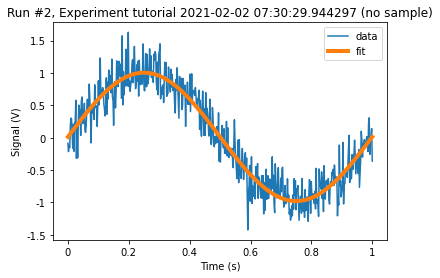 Run #2, Experiment tutorial 2021-02-02 07:30:29.944297 (no sample)
data
fit
1.5
1
0.5
0
-0.5
-1
-1.5
Signal (V)
0
0.2
0.4
0.6
0.8
1
Time (s)